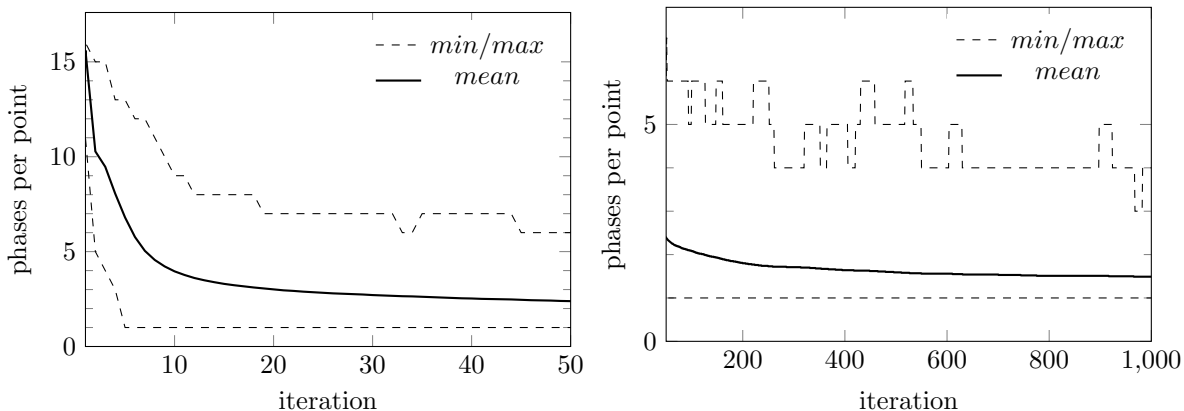 phases per point
15
10
5
0
min/max
mean
10
20
30
40
50
iteration
phases per point
5
0
min/max
mean
200
400
600
800
1,000
iteration